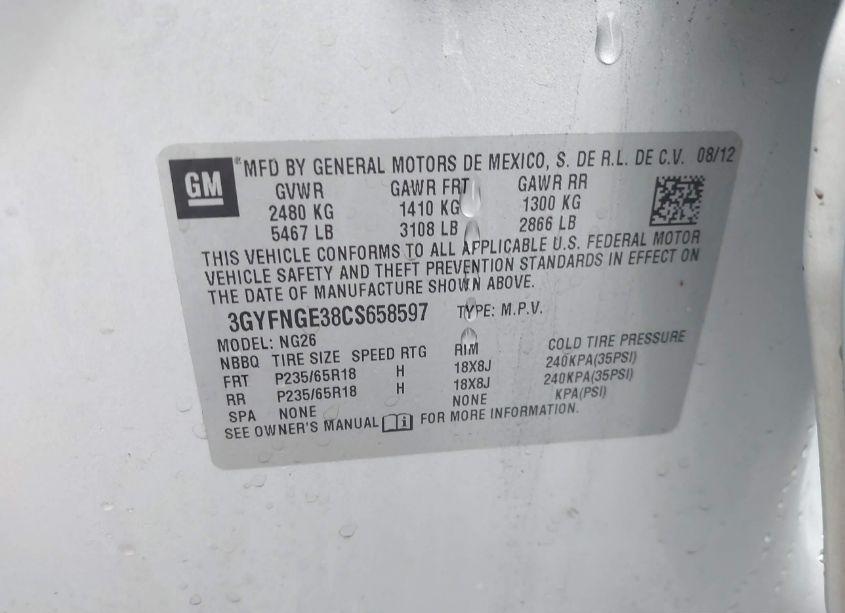 GM ® MFD BY GENERAL MOTORS DE MEXICO, S. DE R.L. DE C.V. 08/12
GVWR GAWR FRT GAWR RR
2480 KG 1410 KG 1300 KG
5467 LB 3108 LB 2866 LB
THIS VEHICLE CONFORMS TO ALL APPLICABLE U.S. FEDERAL MOTOR
VEHICLE SAFETY AND THEFT PREVENTION STANDARDS IN EFFECT ON
THE DATE OF MANUFACTURE SHOWN ABOVE.
3GYFNGE38CS658597 TYPE: M.P.V.
MODEL: NG26
NBBQ TIRE SIZE SPEED RTG RIM COLD TIRE PRESSURE
FRT P235/65R18 H 18X8J 240KPA(35PSI)
RR P235/65R18 H 18X8J 240KPA(35PSI)
SPA NONE NONE KPA(PSI)
SEE OWNER'S MANUAL FOR MORE INFORMATION.